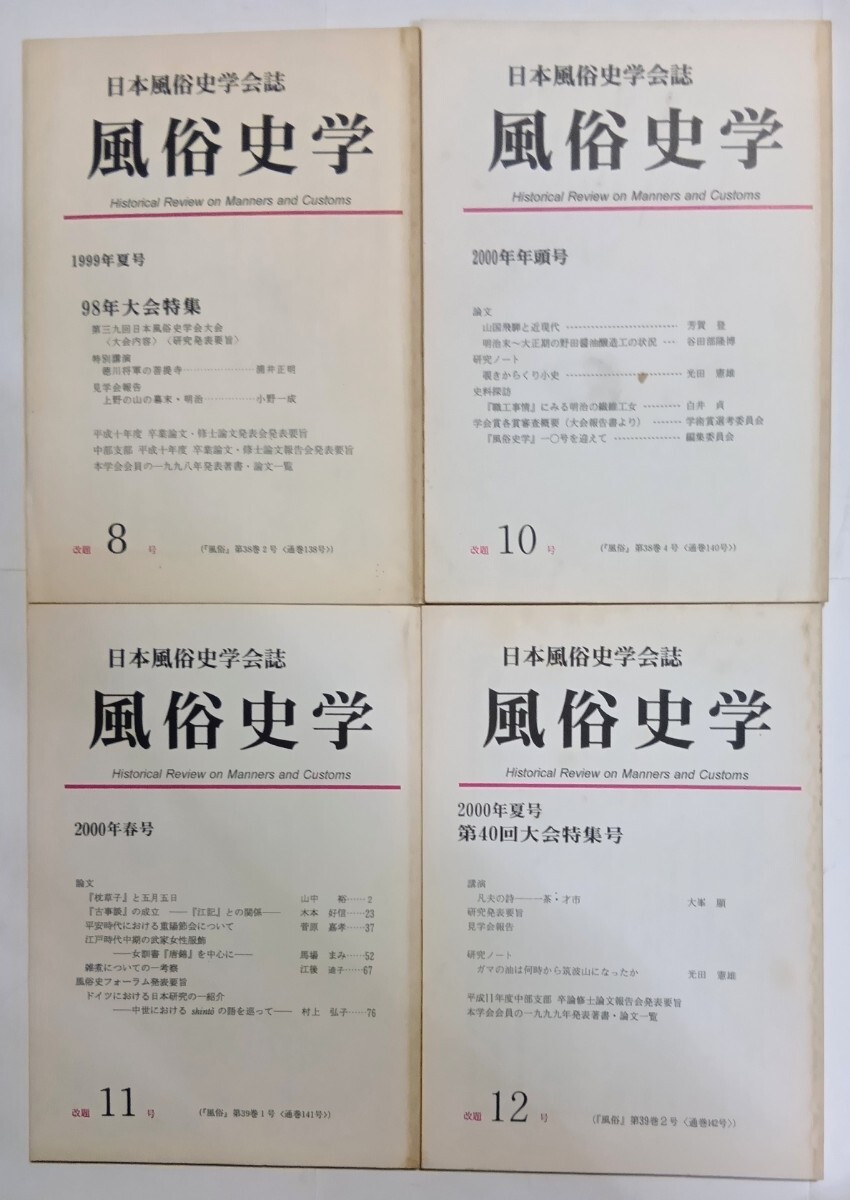 日本風俗史学会誌
風俗史学
Historical Review on Manners and Customs
1999年夏号
98年大会特集
第三九回日本風俗史学会大会
〈大会内容〉〈研究発表要旨〉
特別講演
徳川将軍の菩提寺………………筒井正明
見学会報告
上野の山の幕末・明治…………小野一成
平成十年度 卒業論文・修士論文発表会発表要旨
中部支部 平成十年度 卒業論文・修士論文報告会発表要旨
本学会会員の一九九八年発表著書・論文一覧
改題 8 号 (『風俗』第38巻2号〈通巻138号〉)
日本風俗史学会誌
風俗史学
Historical Review on Manners and Customs
2000年年頭号
論文
山国飛脚と近現代…………………………芳賀 登
明治末～大正期の野田醤油醸造工の状況…谷田部隆博
研究ノート
覗きからくり小史…………………………光田 憲雄
史料探訪
『職工事情』にみる明治の繊維工女………白井 貞
学会賞各賞審査概要(大会報告書より)……学術賞選考委員会
『風俗史学』一〇号を迎えて………………編集委員会
改題 10 号 (『風俗』第38巻4号〈通巻140号〉)
日本風俗史学会誌
風俗史学
Historical Review on Manners and Customs
2000年春号
論文
『枕草子』と五月五日 山中 裕……2
『古事談』の成立 ――『江記』との関係―― 木本 好信……23
平安時代における重陽節会について 菅原 嘉孝……37
江戸時代中期の武家女性服飾
――女訓書『唐錦』を中心に―― 馬場 まみ……52
雑煮についての一考察 江後 迪子……67
風俗史フォーラム発表要旨
ドイツにおける日本研究の一紹介
――中世における shintō の語を巡って―― 村上 弘子……76
改題 11 号 (『風俗』第39巻1号〈通巻141号〉)
日本風俗史学会誌
風俗史学
Historical Review on Manners and Customs
2000年夏号
第40回大会特集号
講演
凡夫の詩――一茶・才市 大峯 顯
研究発表要旨
見学会報告
研究ノート
ガマの油は何時から筑波山になったか 光田 憲雄
平成11年度中部支部 卒論修士論文報告会発表要旨
本学会会員の一九九九年発表著書・論文一覧
改題 12 号 (『風俗』第39巻2号〈通巻142号〉)